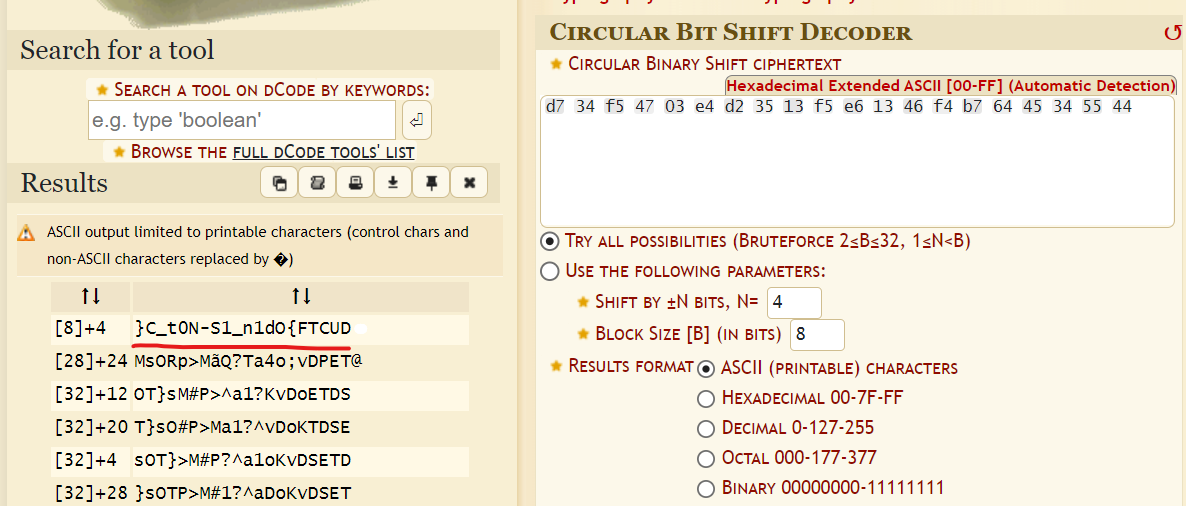 Search for a tool
★ SEARCH A TOOL ON DCODE BY KEYWORDS:
e.g. type 'boolean'
★ BROWSE THE FULL DCODE TOOLS' LIST
Results
ASCII output limited to printable characters (control chars and
non-ASCII characters replaced by �)
↑↓ ↑↓
[8]+4 }C_t0N-S1_n1dO{FTCUD
[28]+24 MsORp>MãQ?Ta4o;vDPET@
[32]+12 OT}sM#P>^a1?KvDoETDS
[32]+20 T}sO#P>Ma1?^vDoKTDSE
[32]+4 sOT}>M#P?^a1oKvDSETD
[32]+28 }sOTP>M#1?^aDoKvDSET
CIRCULAR BIT SHIFT DECODER
★ CIRCULAR BINARY SHIFT CIPHERTEXT
Hexadecimal Extended ASCII [00-FF] (Automatic Detection)
d7 34 f5 47 03 e4 d2 35 13 f5 e6 13 46 f4 b7 64 45 34 55 44
TRY ALL POSSIBILITIES (BRUTEFORCE 2≤B≤32, 1≤N<B)
USE THE FOLLOWING PARAMETERS:
★ SHIFT BY ±N BITS, N= 4
★ BLOCK SIZE [B] (IN BITS) 8
★ RESULTS FORMAT ASCII (PRINTABLE) CHARACTERS
HEXADECIMAL 00-7F-FF
DECIMAL 0-127-255
OCTAL 000-177-377
BINARY 00000000-11111111